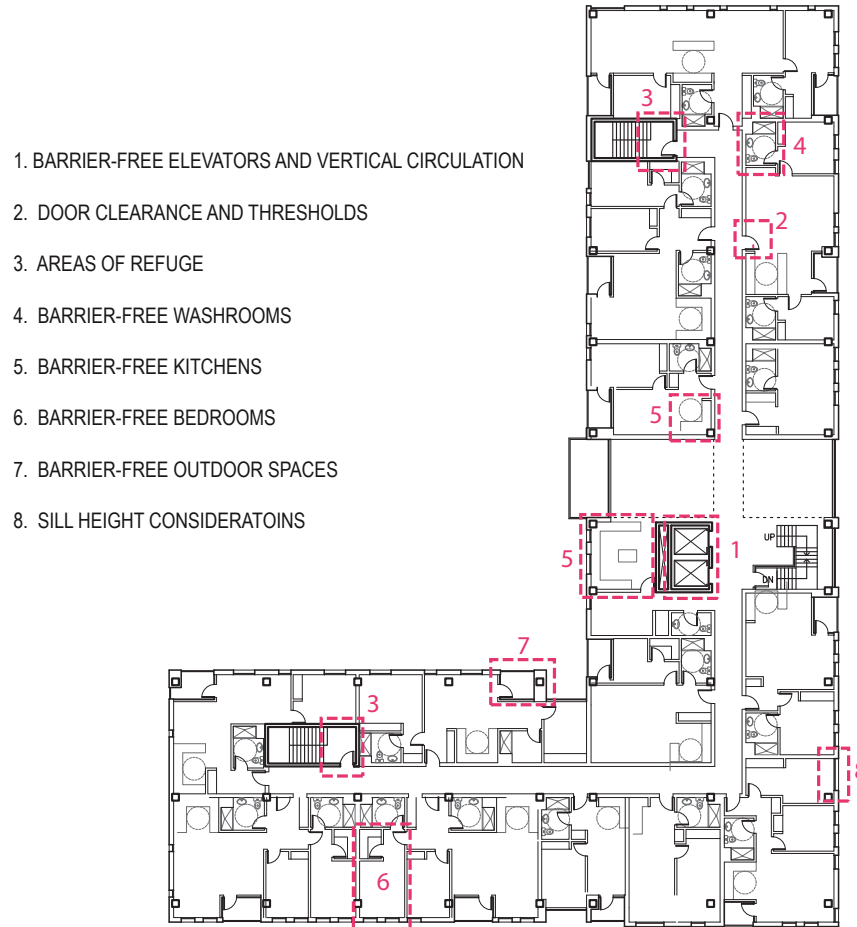 1. BARRIER-FREE ELEVATORS AND VERTICAL CIRCULATION
2. DOOR CLEARANCE AND THRESHOLDS
3. AREAS OF REFUGE
4. BARRIER-FREE WASHROOMS
5. BARRIER-FREE KITCHENS
6. BARRIER-FREE BEDROOMS
7. BARRIER-FREE OUTDOOR SPACES
8. SILL HEIGHT CONSIDERATOINS
3
4
2
5
5
1
UP
DN
7
3
8
6